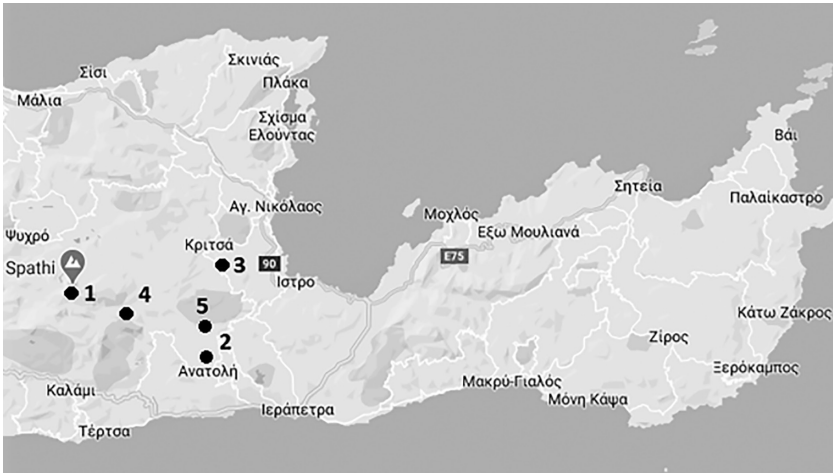 Σκινιάς
Σίσι
Πλάκα
Μάλια
Σχίσμα
Ελούντας
Βάι
Σητεία
Παλαίκαστρο
Αγ. Νικόλαος
Μοχλός
Ψυχρό
Κριτσά
Εξω Μουλιανά
Spathi
3
90
E75
Ιστρο
1
4
5
Κάτω Ζάκρος
2
Ζίρος
Ανατολή
Ξερόκαμπος
Μακρύ-Γιαλός
Καλάμι
Μόνη Κάψα
Ιεράπετρα
Τέρτσα